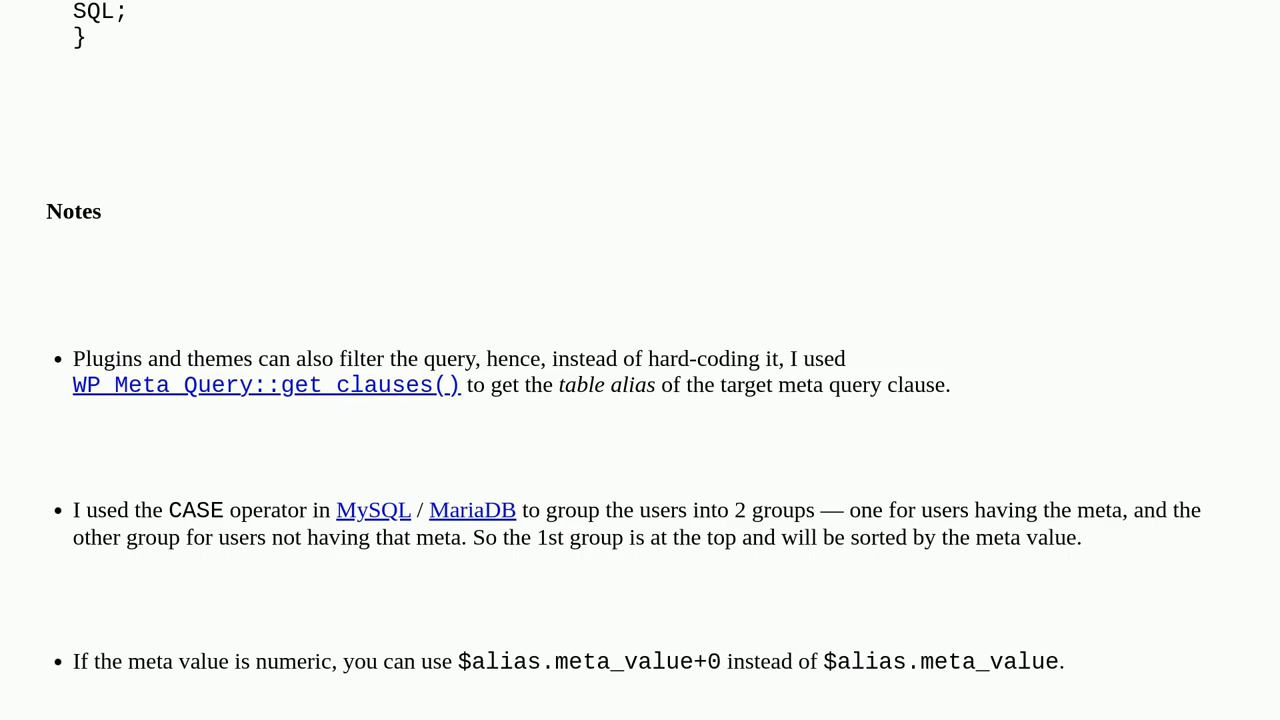 SQL;
}
Notes
• Plugins and themes can also filter the query, hence, instead of hard-coding it, I used
WP_Meta_Query::get_clauses() to get the table alias of the target meta query clause.
• I used the CASE operator in MySQL / MariaDB to group the users into 2 groups — one for users having the meta, and the
other group for users not having that meta. So the 1st group is at the top and will be sorted by the meta value.
• If the meta value is numeric, you can use $alias.meta_value+0 instead of $alias.meta_value.